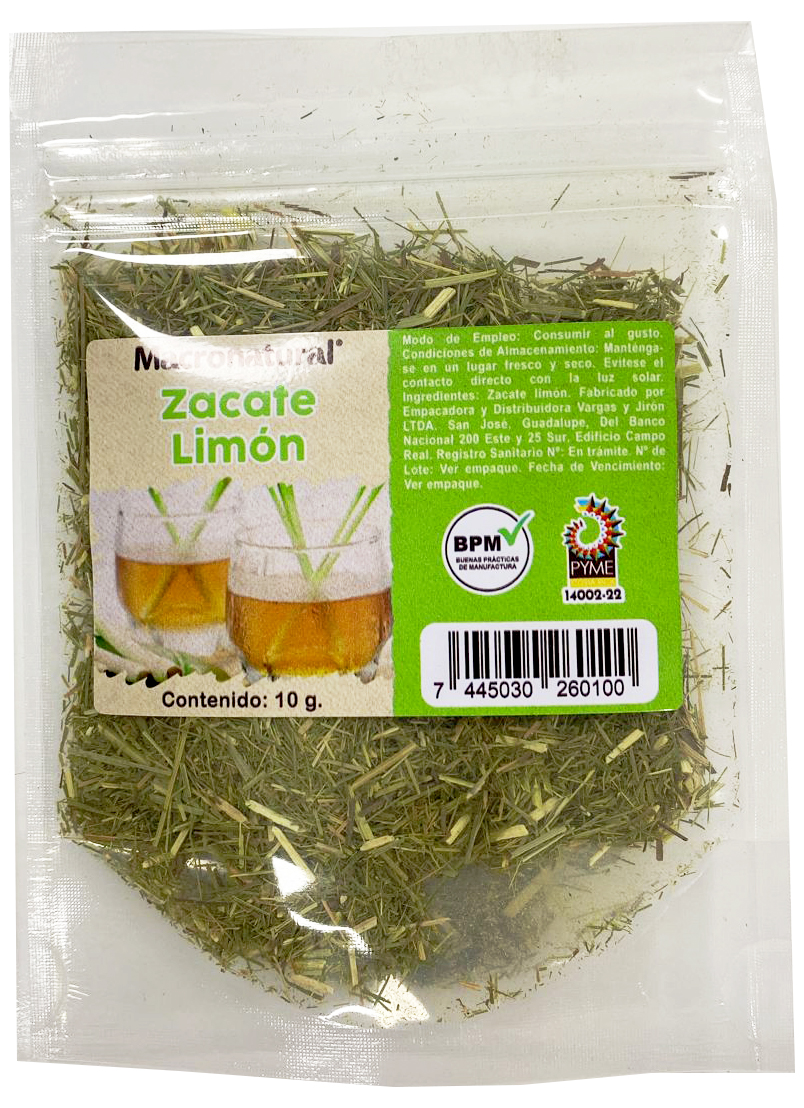 Macronatural®
Zacate
Limón
Contenido: 10 g.
Modo de Empleo: Consumir al gusto.
Condiciones de Almacenamiento: Mantenga-
se en un lugar fresco y seco. Evitese el
contacto directo con la luz solar.
Ingredientes: Zacate limón. Fabricado por
Empacadora y Distribuidora Vargas y Jirón
LTDA. San José, Guadalupe, Del Banco
Nacional 200 Este y 25 Sur, Edificio Campo
Real. Registro Sanitario Nº: En trámite. Nº de
Lote: Ver empaque. Fecha de Vencimiento:
Ver empaque.
BPM
BUENAS PRÁCTICAS
DE MANUFACTURA
PYME
14002-22
7 445030 260100